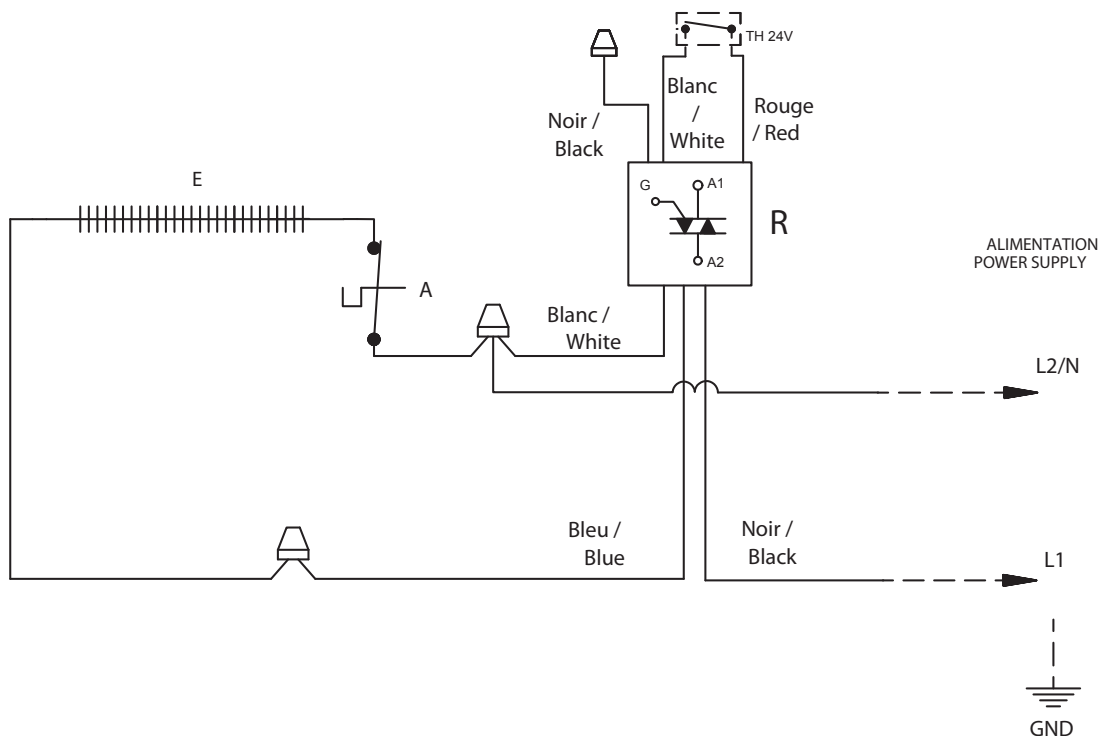 TH 24V
Blanc
/
White
Rouge
/ Red
Noir /
Black
E
G
A1
R
A2
ALIMENTATION
POWER SUPPLY
A
Blanc /
White
L2/N
Bleu /
Blue
Noir /
Black
L1
GND